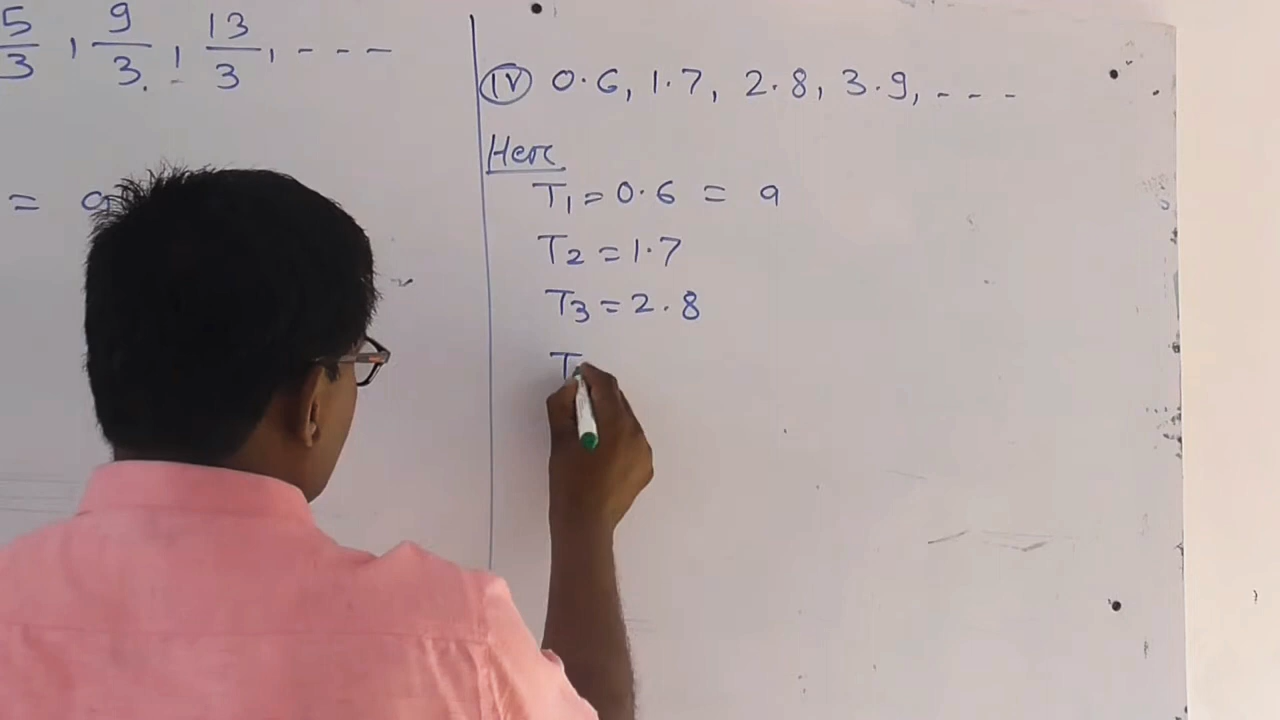 5/3, 9/3, 13/3, - - -
= a
(IV) 0.6, 1.7, 2.8, 3.9, - - -
Here
T1 = 0.6 = a
T2 = 1.7
T3 = 2.8
T